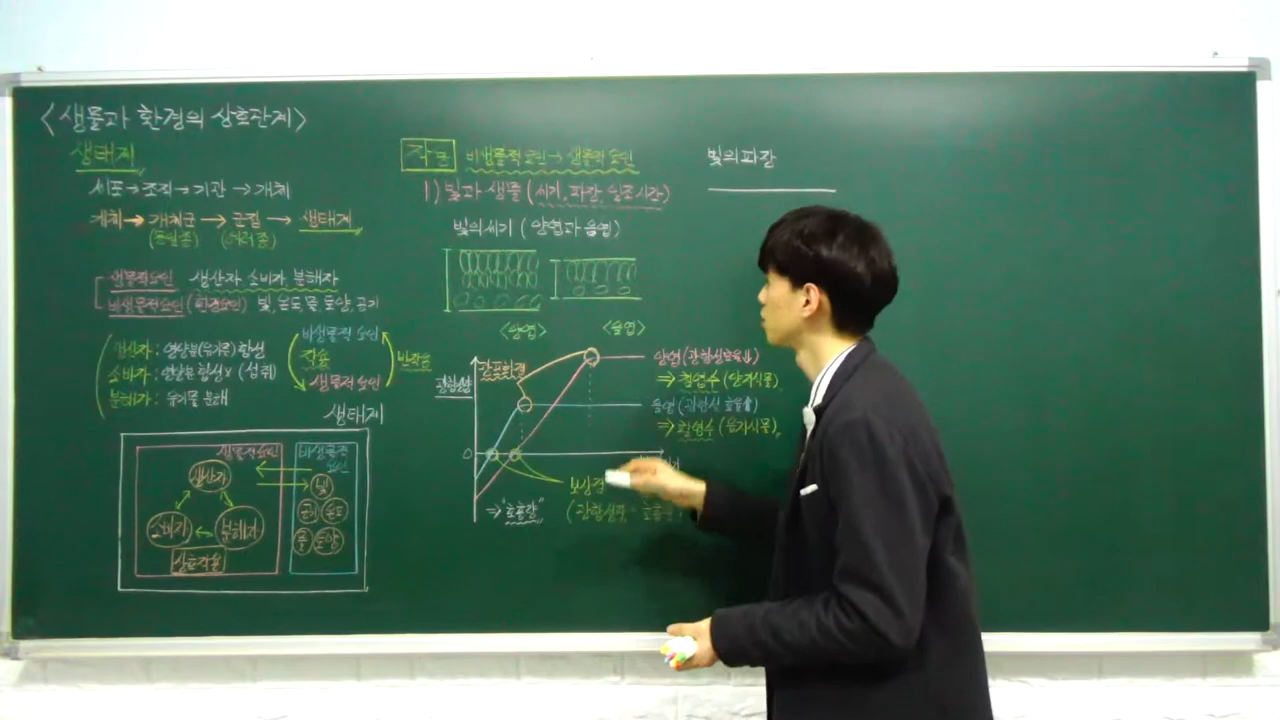 <생물과 환경의 상호관계>
생태계
세포→조직→기관→개체
개체→개체군→군집→생태계
(동일종) (여러종)
생물적요인 생산자 소비자 분해자
비생물적요인(환경요인) 빛, 온도, 물, 토양, 공기
생산자: 영양분(유기물) 합성
소비자: 영양분 합성x (섭취)
분해자: 유기물 분해
비생물적 요인
작용
반작용
생물적요인
생태계
생물적요인
생산자
소비자
분해자
상호작용
비생물적
요인
빛
공기 온도
물 토양
작용 비생물적요인→생물적요인
1) 빛과 생물 (세기, 파장, 일조시간)
빛의세기 (양엽과 음엽)
<양엽> <음엽>
광포화점
광합성량
양엽(광합성효율↓)
⇒ 침엽수 (양지식물)
음엽
⇒ 활엽수 (음지식물)
0
보상점
⇒ "호흡량"
(광합성량 = 호흡량
빛의 파장